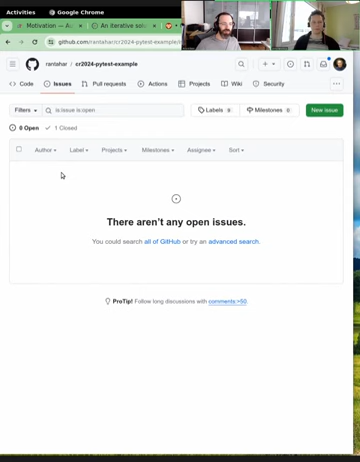 Activities
Google Chrome
Motivation — 
An iterative so
github.com/rantahar/cr2024-pytest-example/
rantahar / cr2024-pytest-example
Code
Issues
Pull requests
Actions
Projects
Wiki
Security
Filters
is:issue is:open
Labels
Milestones
New issue
0 Open
1 Closed
Author
Label
Projects
Milestones
Assignee
Sort
There aren't any open issues.
You could search all of GitHub or try an advanced search.
ProTip! Follow long discussions with comments:>50.